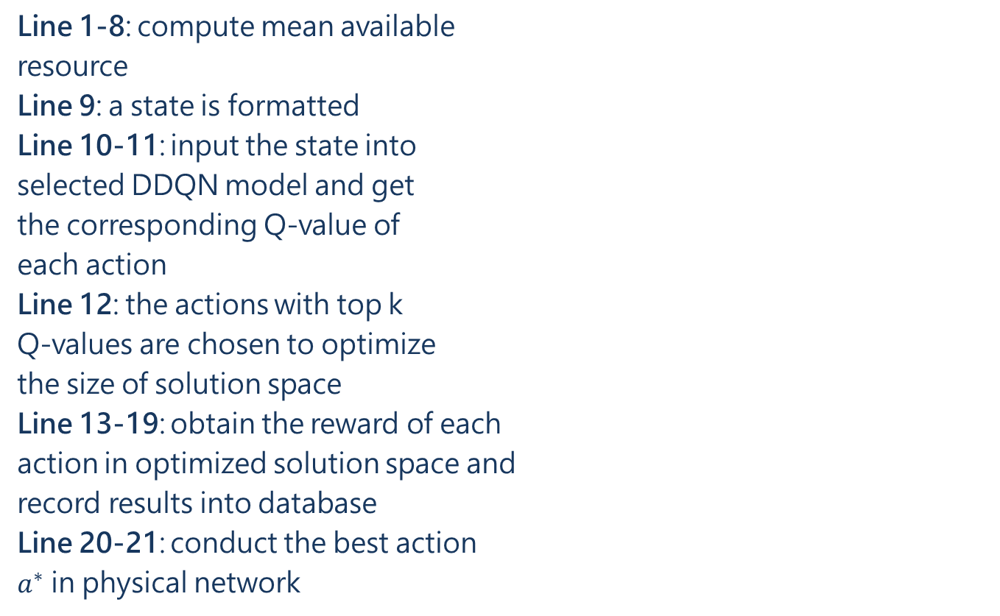 Line 1-8: compute mean available
resource
Line 9: a state is formatted
Line 10-11: input the state into
selected DDQN model and get
the corresponding Q-value of
each action
Line 12: the actions with top k
Q-values are chosen to optimize
the size of solution space
Line 13-19: obtain the reward of each
action in optimized solution space and
record results into database
Line 20-21: conduct the best action
a* in physical network